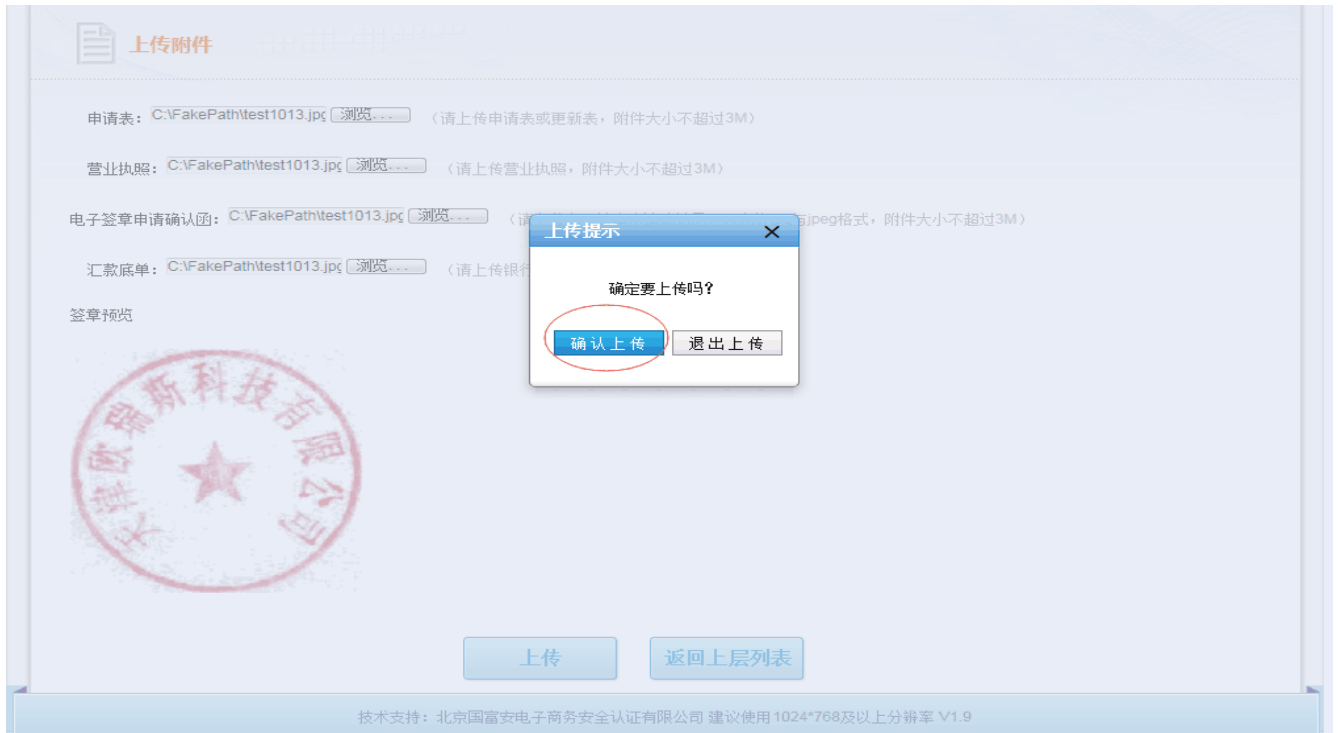 上传附件
申请表： C:\FakePath\test1013.jpg 浏览... （请上传申请表或更新表，附件大小不超过3M）
营业执照： C:\FakePath\test1013.jpg 浏览... （请上传营业执照，附件大小不超过3M）
电子签章申请确认函： C:\FakePath\test1013.jpg 浏览... （请 jpeg格式，附件大小不超过3M）
汇款底单： C:\FakePath\test1013.jpg 浏览... （请上传银行
上传提示
确定要上传吗？
确认上传 退出上传
签章预览
天津欧瑞斯科技有限公司
上传 返回上层列表
技术支持：北京国富安电子商务安全认证有限公司 建议使用1024*768及以上分辨率 V1.9